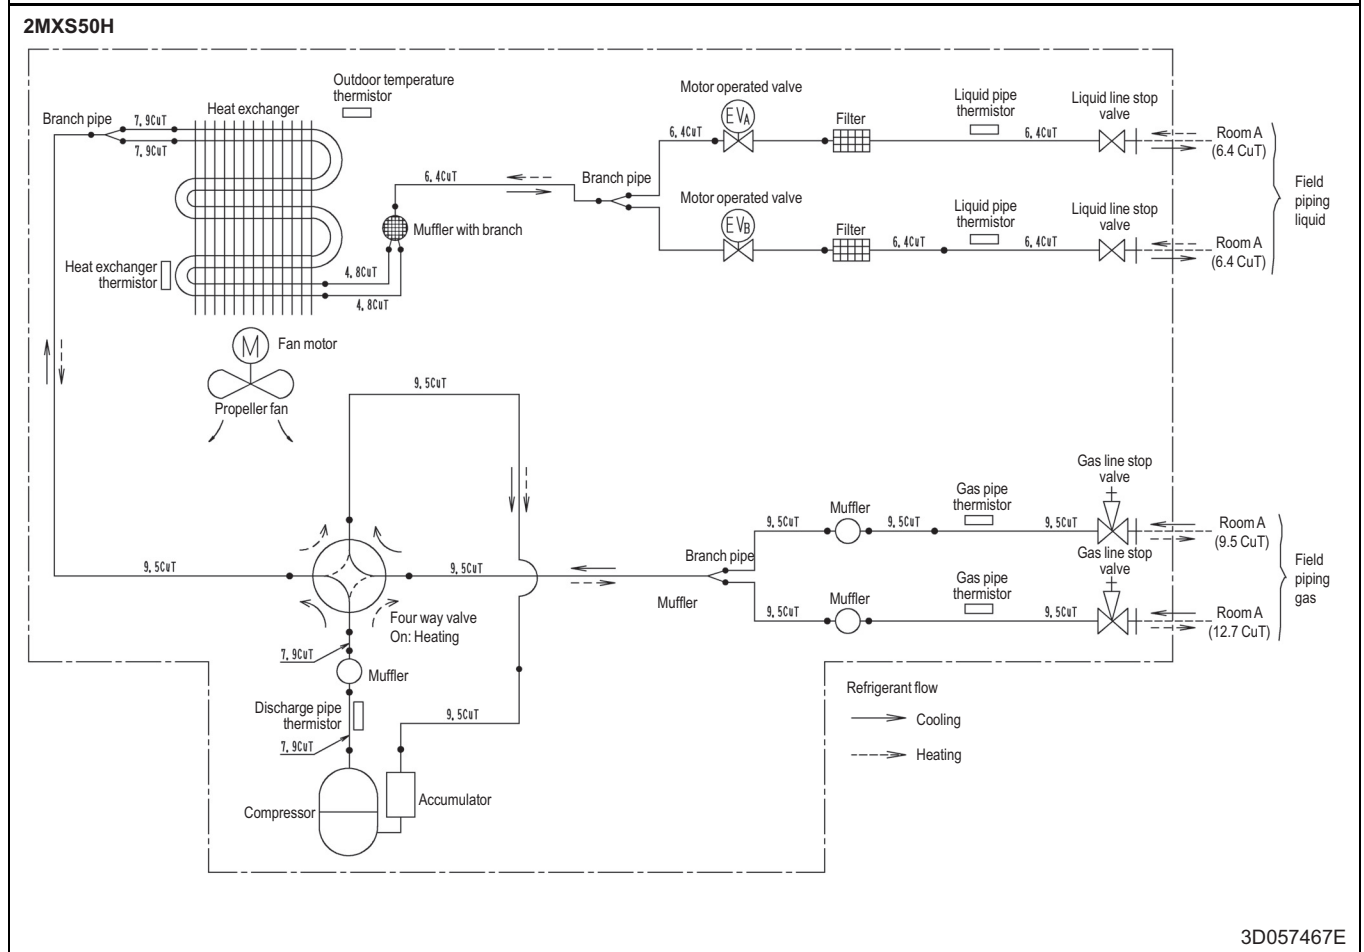 2MXS50H
Outdoor temperature
thermistor
Heat exchanger
Branch pipe
7.9CuT
7.9CuT
Heat exchanger
thermistor
4.8CuT
4.8CuT
Muffler with branch
6.4CuT
Branch pipe
Motor operated valve
EVA
6.4CuT
Filter
Liquid pipe
thermistor
6.4CuT
Liquid line stop
valve
Room A
(6.4 CuT)
Motor operated valve
EVB
Filter
6.4CuT
Liquid pipe
thermistor
6.4CuT
Liquid line stop
valve
Room A
(6.4 CuT)
Field
piping
liquid
M
Fan motor
Propeller fan
9.5CuT
9.5CuT
9.5CuT
Four way valve
On: Heating
7.9CuT
Muffler
Discharge pipe
thermistor
7.9CuT
9.5CuT
Compressor
Accumulator
Branch pipe
Muffler
9.5CuT
Muffler
9.5CuT
Gas pipe
thermistor
9.5CuT
Gas line stop
valve
Room A
(9.5 CuT)
9.5CuT
Muffler
Gas pipe
thermistor
9.5CuT
Gas line stop
valve
Room A
(12.7 CuT)
Field
piping
gas
Refrigerant flow
Cooling
Heating
3D057467E